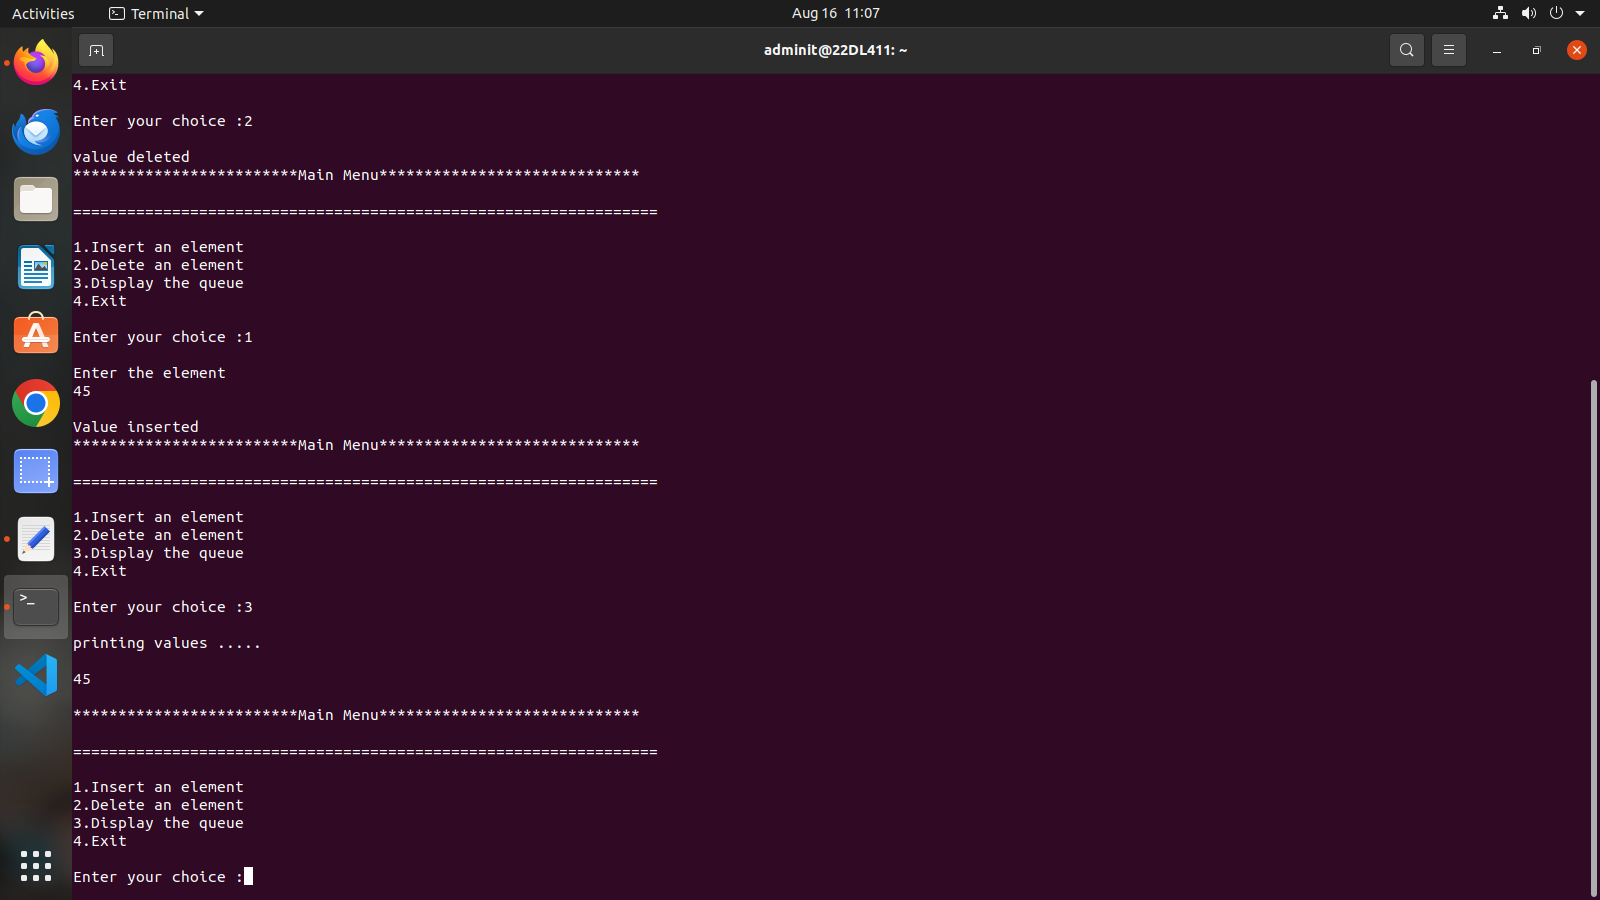 Activities
Terminal
Aug 16 11:07
adminit@22DL411: ~
4.Exit
Enter your choice :2
value deleted
*************************Main Menu*****************************
=================================================================
1.Insert an element
2.Delete an element
3.Display the queue
4.Exit
Enter your choice :1
Enter the element
45
Value inserted
*************************Main Menu*****************************
=================================================================
1.Insert an element
2.Delete an element
3.Display the queue
4.Exit
Enter your choice :3
printing values .....
45
*************************Main Menu*****************************
=================================================================
1.Insert an element
2.Delete an element
3.Display the queue
4.Exit
Enter your choice :